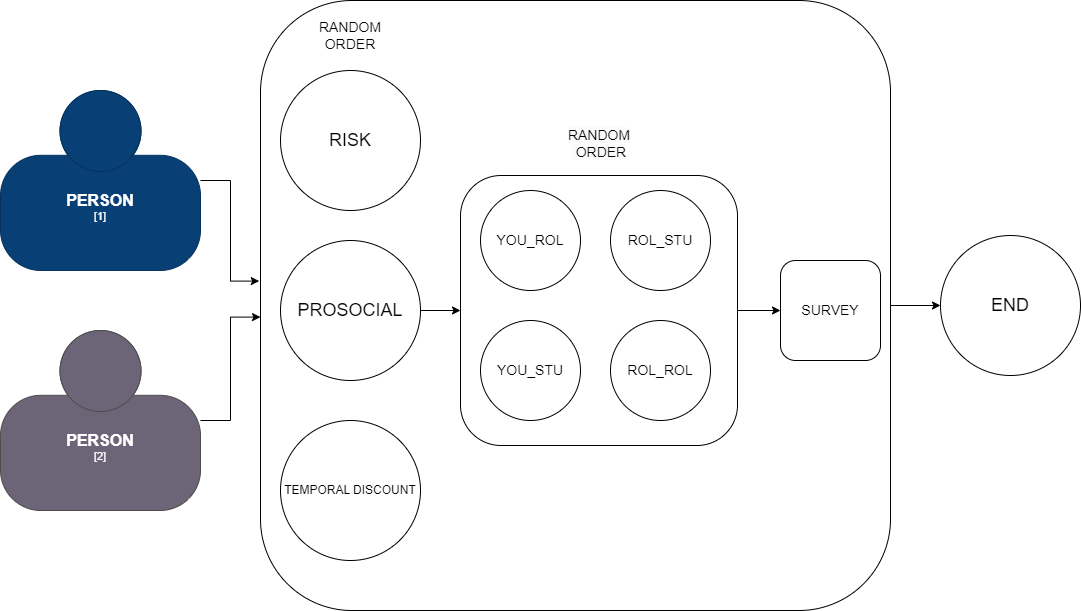 RANDOM
ORDER
RISK
PERSON
[1]
PROSOCIAL
PERSON
[2]
TEMPORAL DISCOUNT
RANDOM
ORDER
YOU_ROL
ROL_STU
YOU_STU
ROL_ROL
SURVEY
END